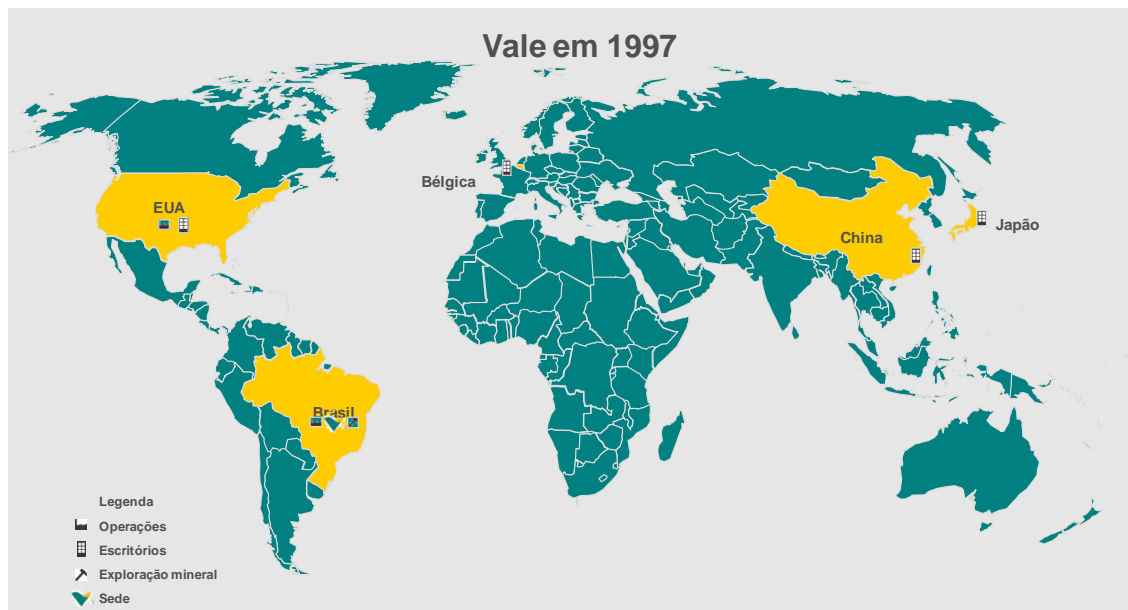 Vale em 1997
Bélgica
EUA
Japão
China
Brasil
Legenda
Operações
Escritórios
Exploração mineral
Sede